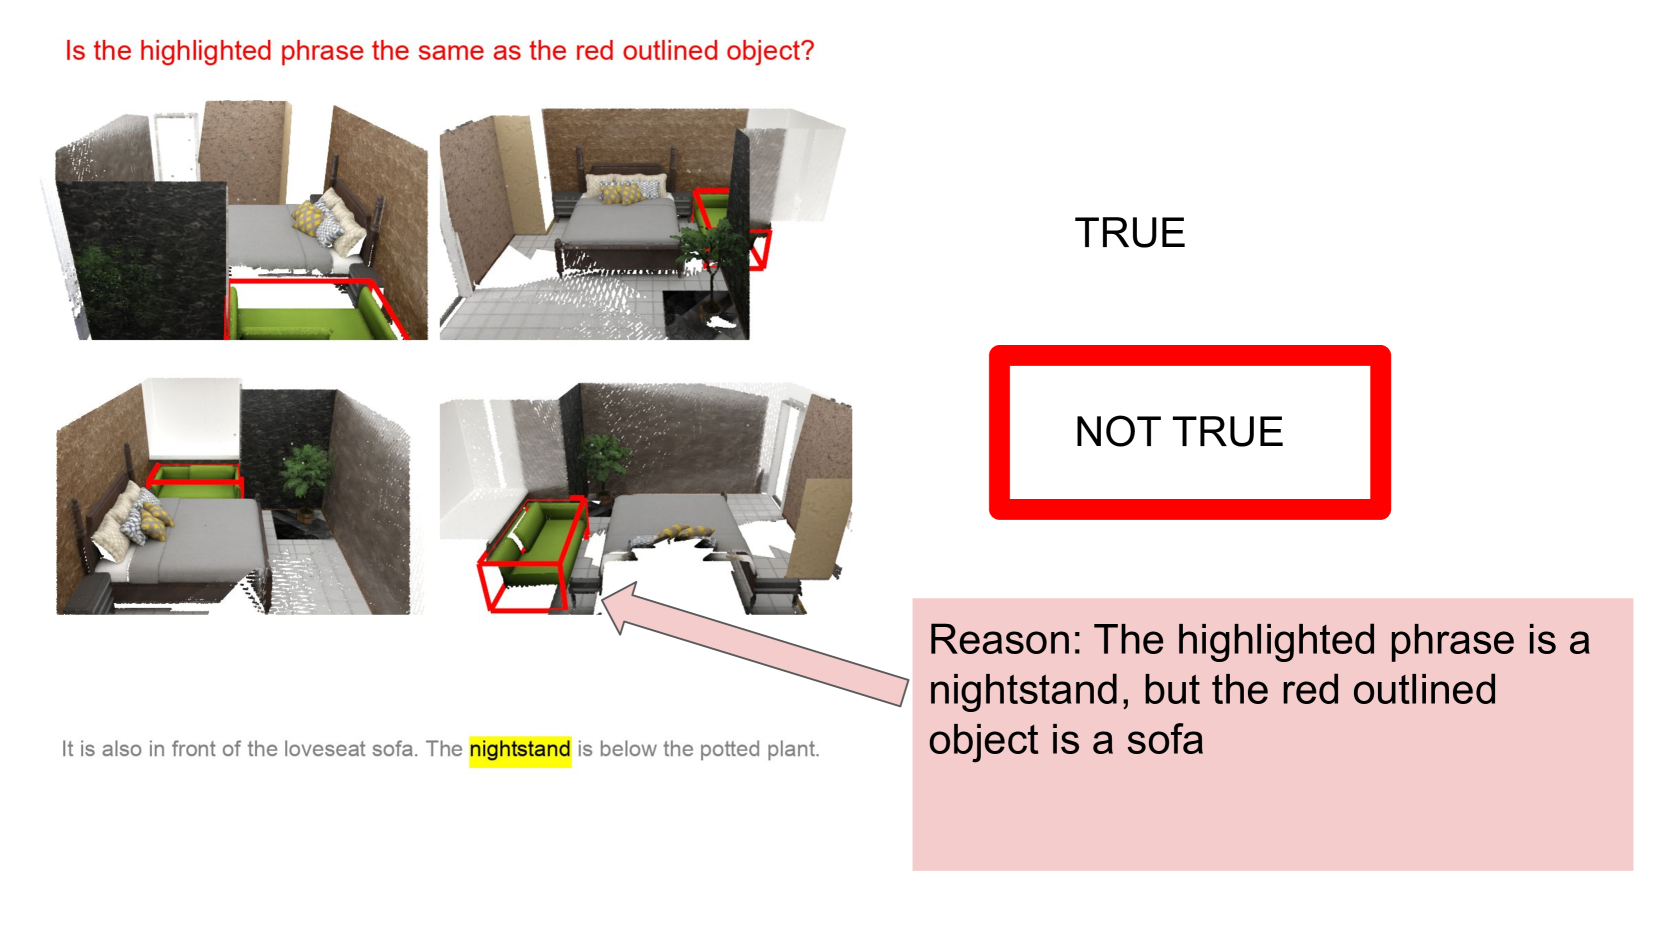 Is the highlighted phrase the same as the red outlined object?
TRUE
NOT TRUE
Reason: The highlighted phrase is a
nightstand, but the red outlined
object is a sofa
It is also in front of the loveseat sofa. The nightstand is below the potted plant.